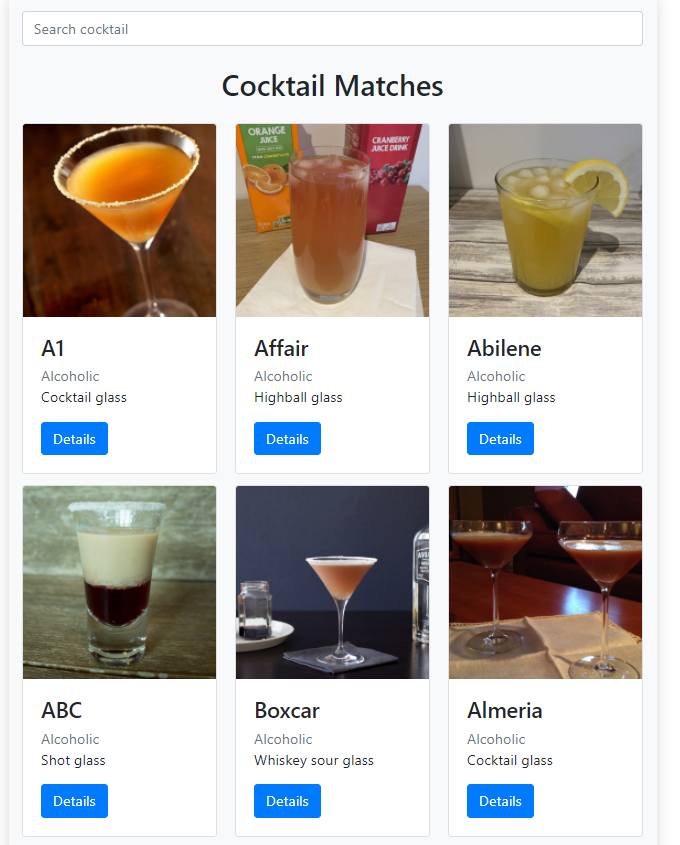 Search cocktail
Cocktail Matches
ORANGE
JUICE
CRANBERRY
JUICE DRINK
A1
Alcoholic
Cocktail glass
Details
Affair
Alcoholic
Highball glass
Details
Abilene
Alcoholic
Highball glass
Details
ABC
Alcoholic
Shot glass
Details
Boxcar
Alcoholic
Whiskey sour glass
Details
Almeria
Alcoholic
Cocktail glass
Details